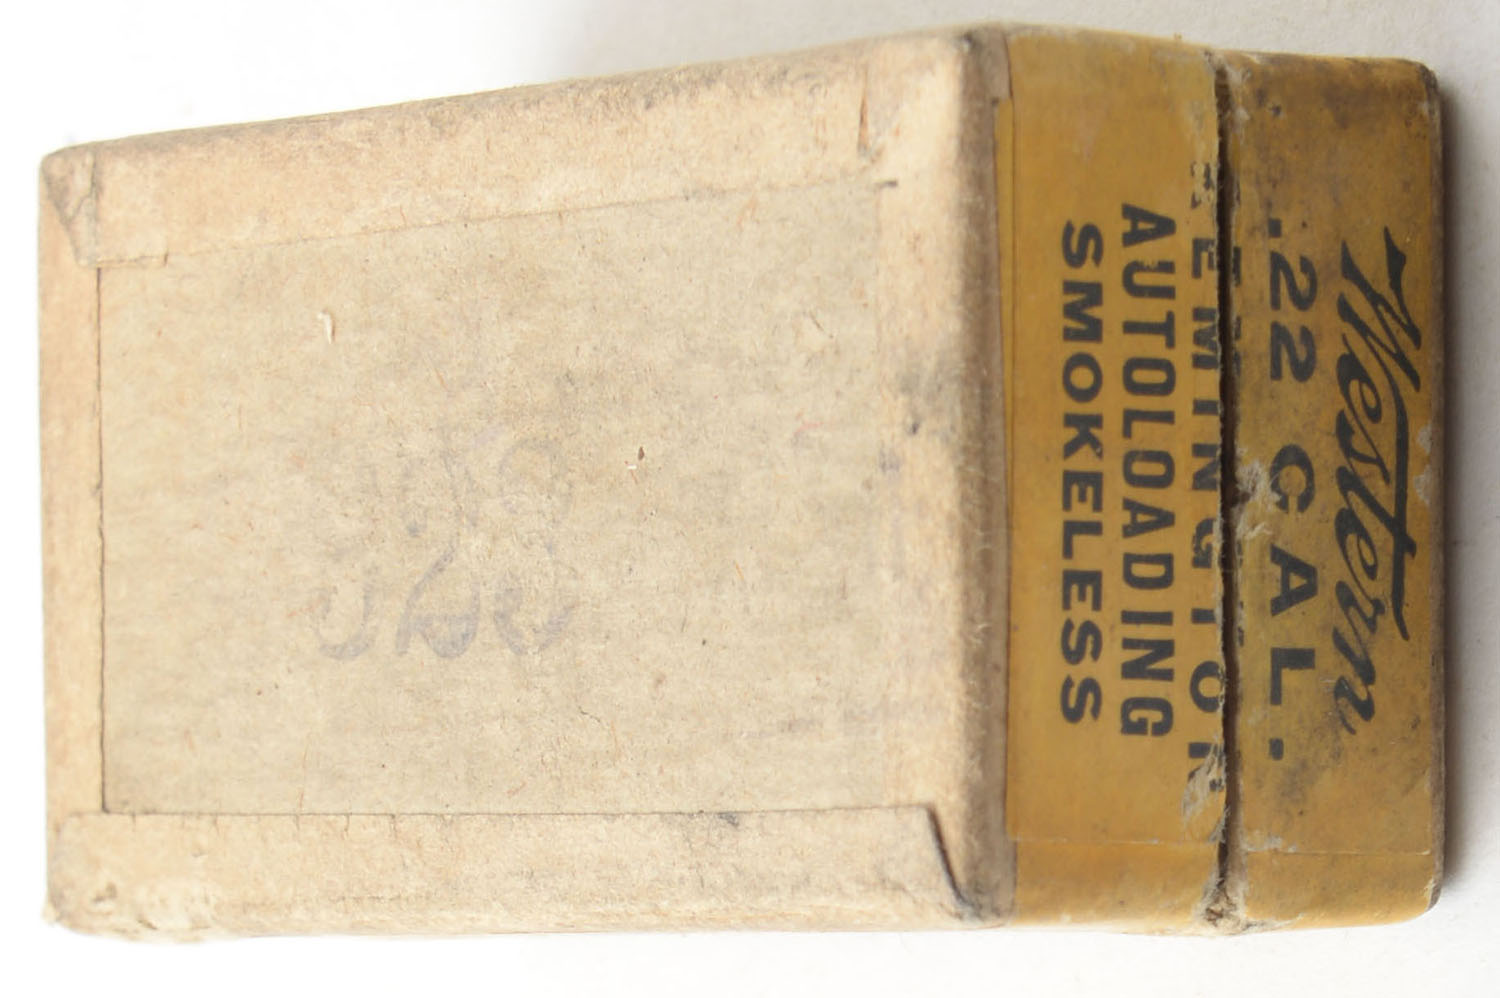 Western
.22 CAL.
REMINGTON
AUTOLOADING
SMOKELESS